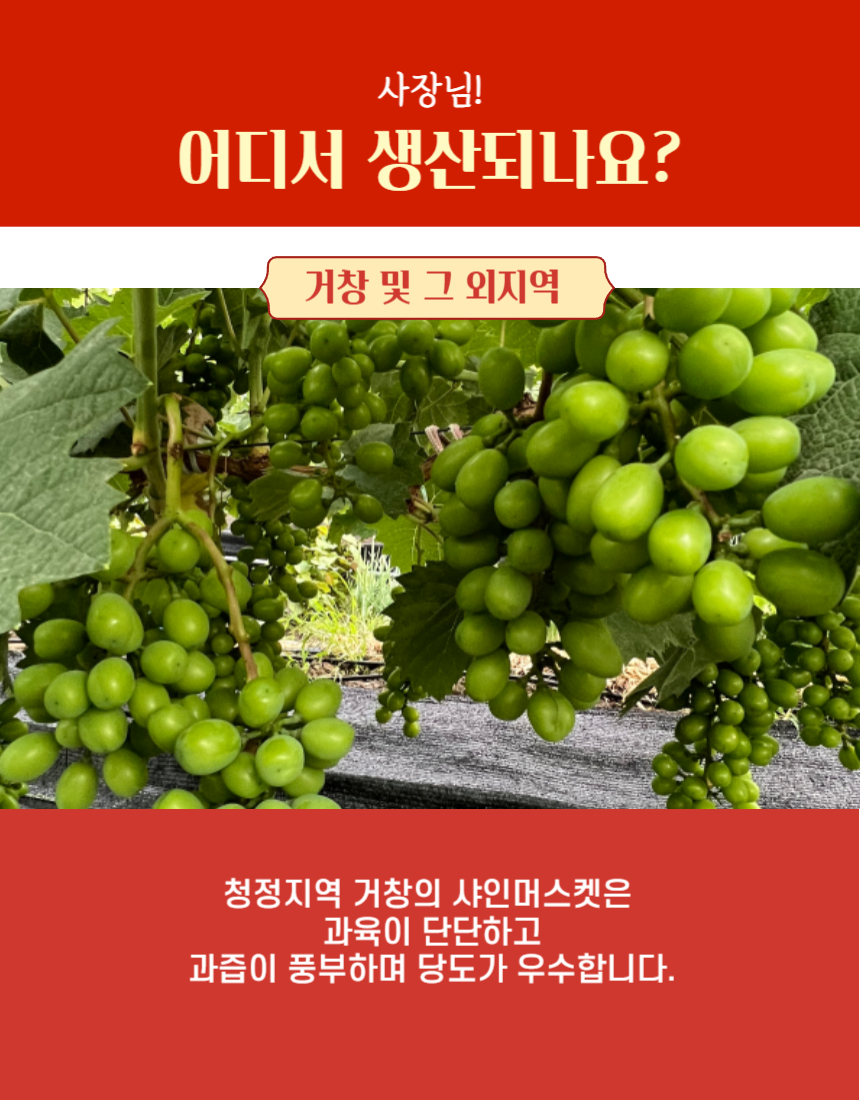 사장님!
어디서 생산되나요?
거창 및 그 외지역
청정지역 거창의 샤인머스켓은
과육이 단단하고
과즙이 풍부하며 당도가 우수합니다.